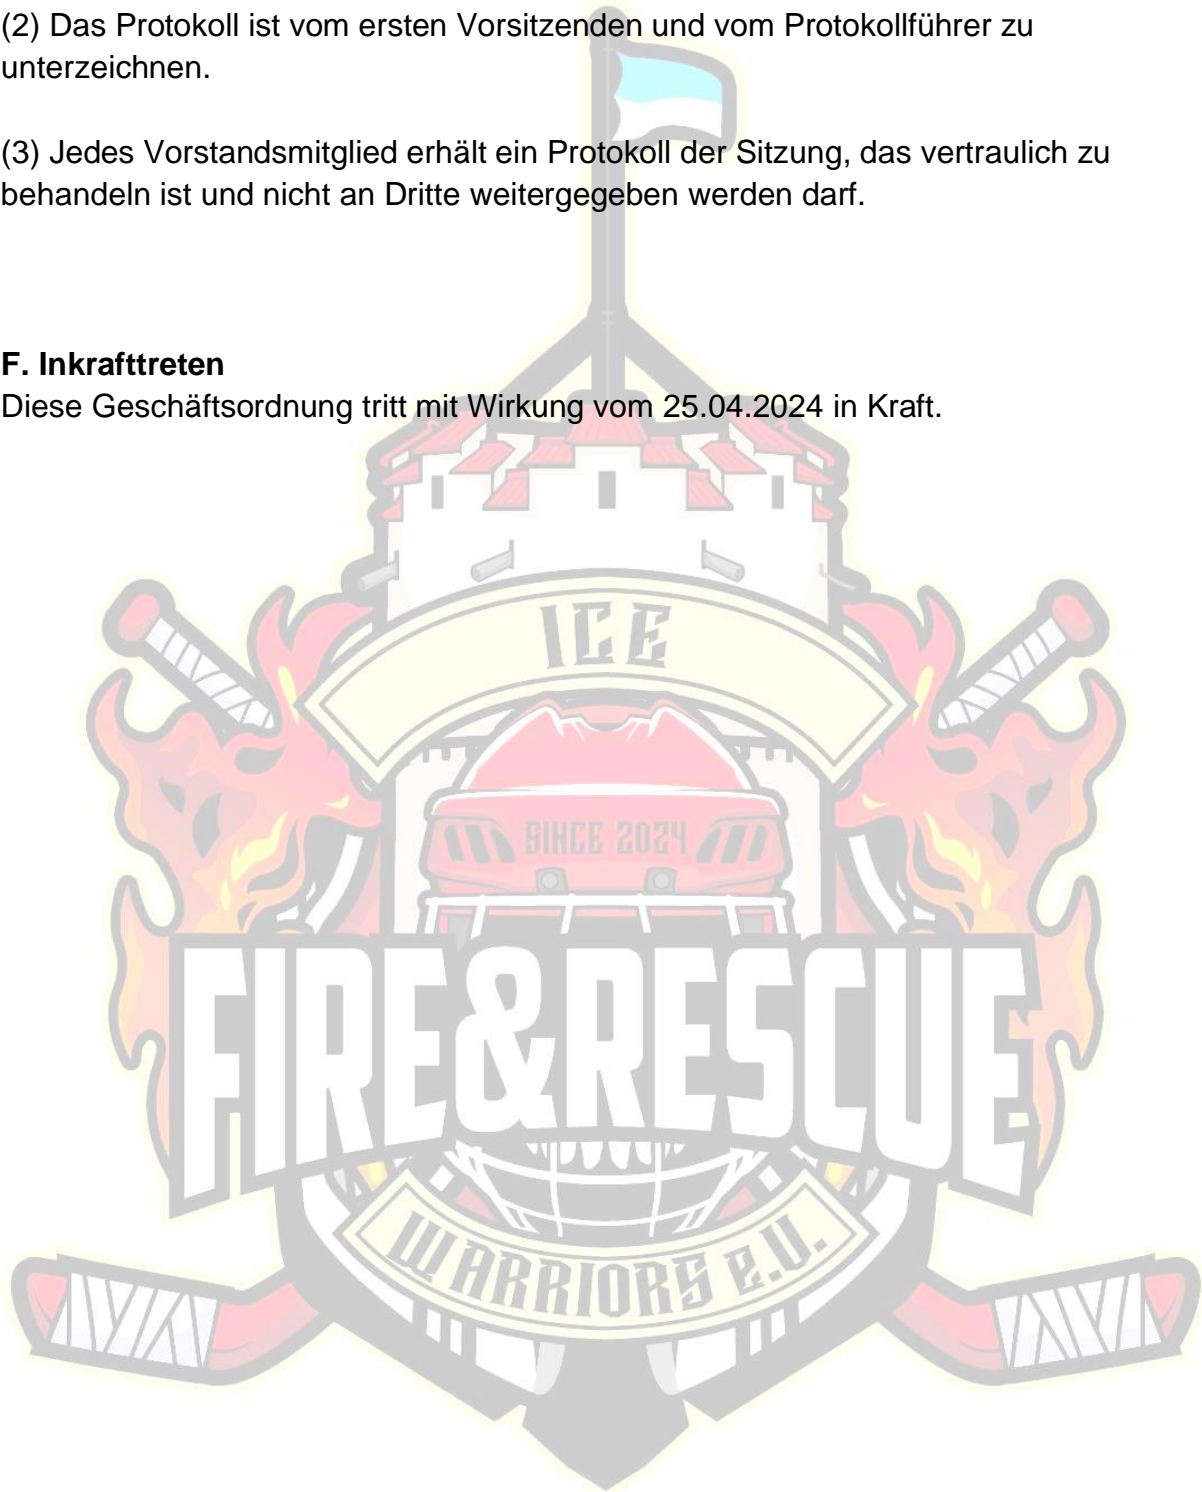 (2) Das Protokoll ist vom ersten Vorsitzenden und vom Protokollführer zu
unterzeichnen.
(3) Jedes Vorstandsmitglied erhält ein Protokoll der Sitzung, das vertraulich zu
behandeln ist und nicht an Dritte weitergegeben werden darf.
F. Inkrafttreten
Diese Geschäftsordnung tritt mit Wirkung vom 25.04.2024 in Kraft.
ICE
SINCE 2024
FIRE&RESCUE
WARRIORS e.V.